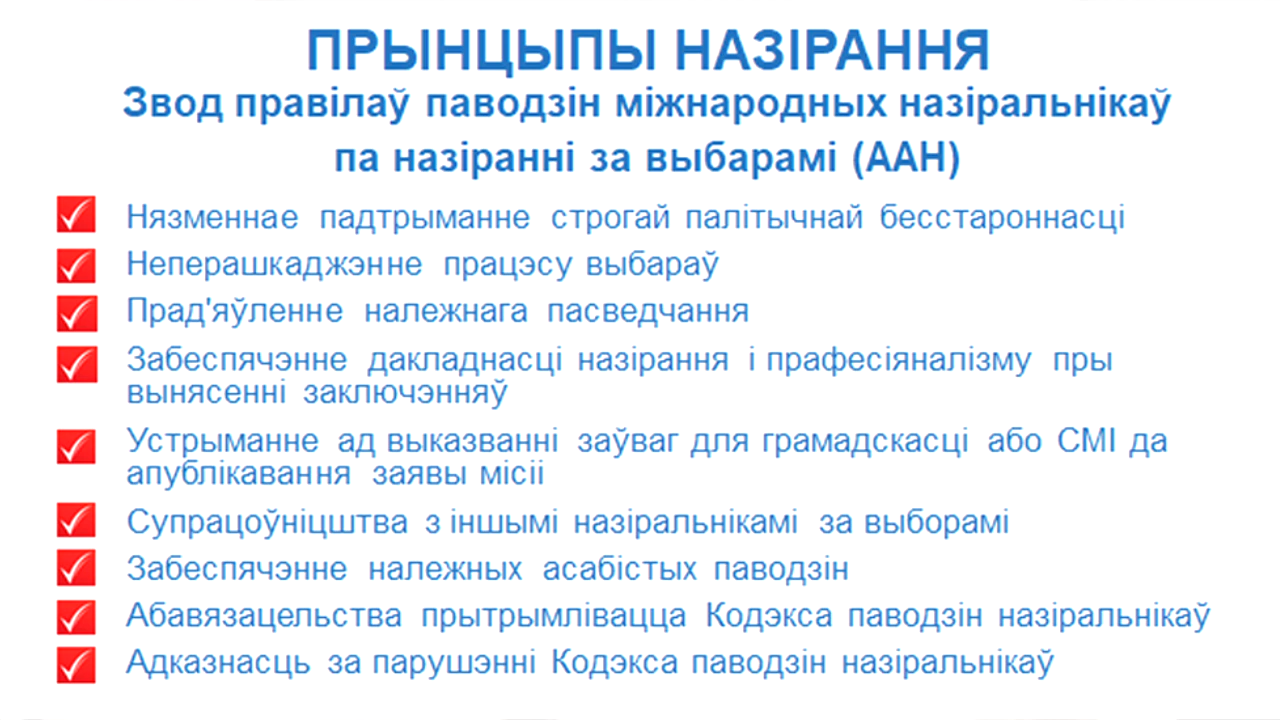 ПРЫНЦЫПЫ НАЗІРАННЯ
Звод правілаў паводзін міжнародных назіральнікаў
па назіранні за выбарамі (ААН)
Нязменнае падтрыманне строгай палітычнай бесстароннасці
Неперашкаджэнне працэсу выбараў
Прад'яўленне належнага пасведчання
Забеспячэнне дакладнасці назірання і прафесіяналізму пры
вынясенні заключэнняў
Устрыманне ад выказванні заўваг для грамадскасці або СМІ да
апублікавання заявы місіі
Супрацоўніцштва з іншымі назіральнікамі за выборамі
Забеспячэнне належных асабістых паводзін
Абавязацельства прытрымлівацца Кодэкса паводзін назіральнікаў
Адказнасць за парушэнні Кодэкса паводзін назіральнікаў